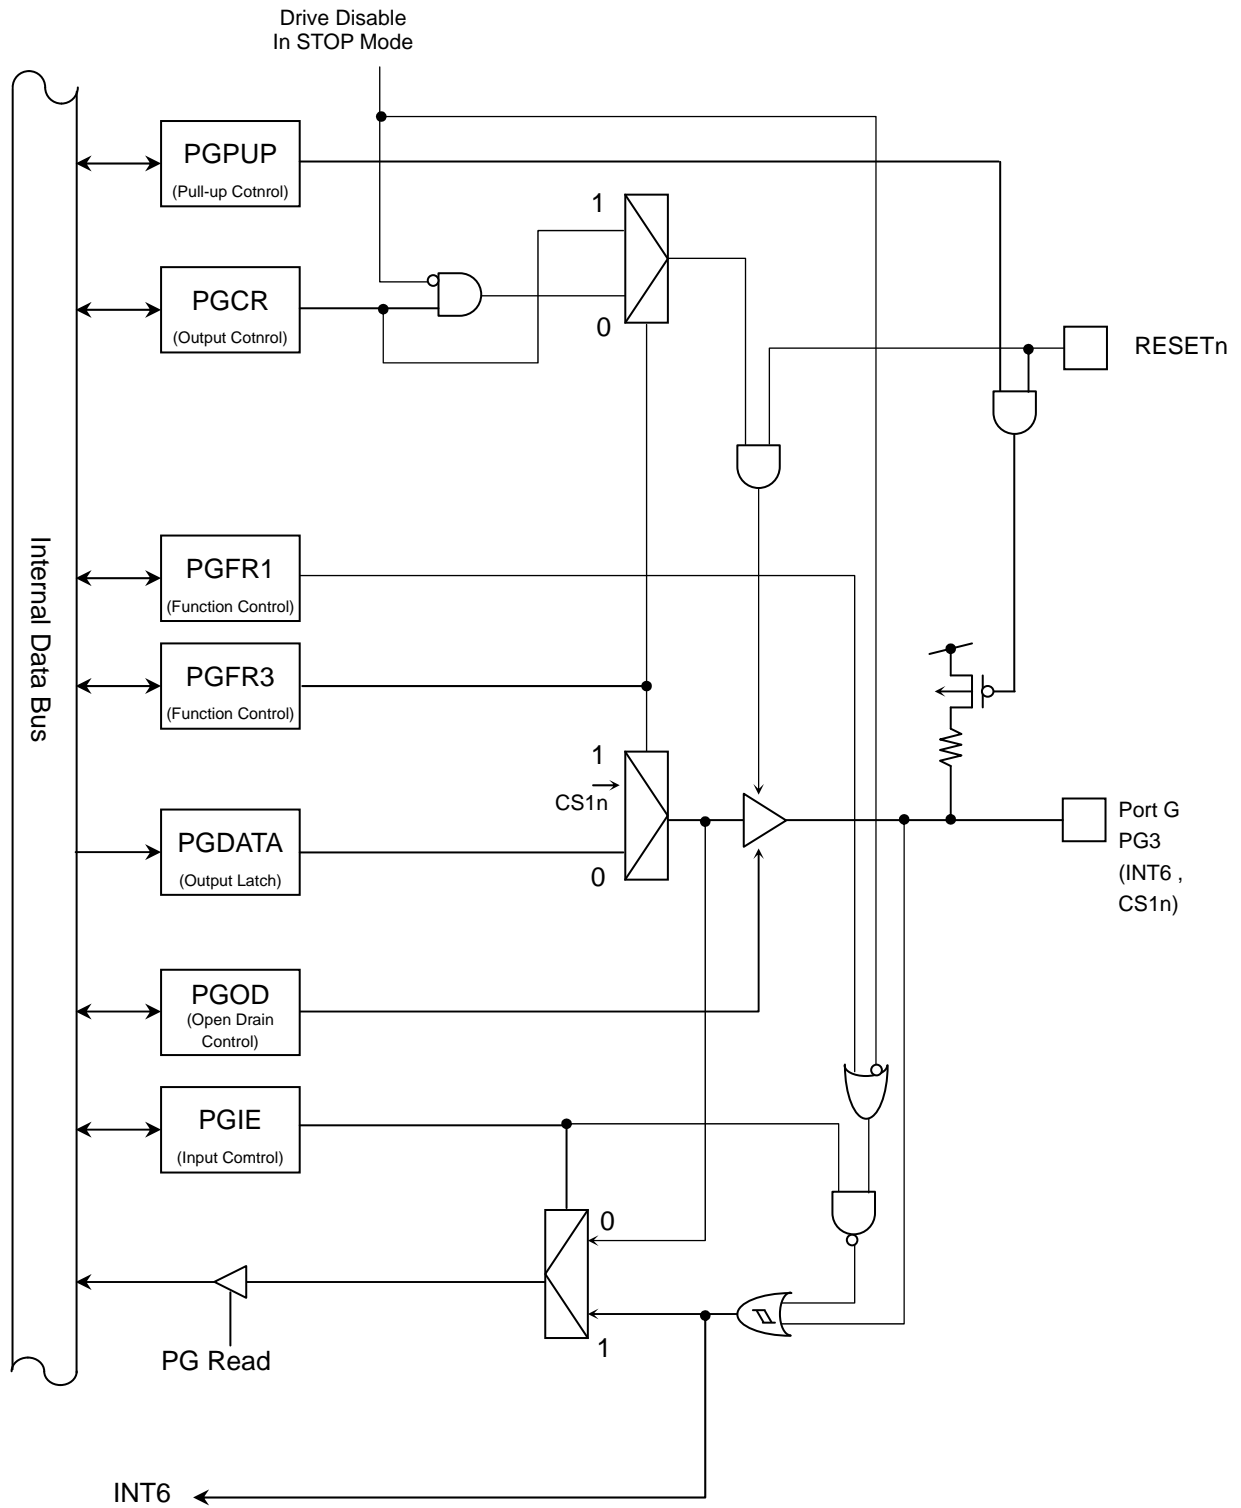 Drive Disable
In STOP Mode
PGPUP
(Pull-up Cotnrol)
1
PGCR
(Output Cotnrol)
0
RESETn
Internal Data Bus
PGFR1
(Function Control)
PGFR3
(Function Control)
1
CS1n
PGDATA
(Output Latch)
0
Port G
PG3
(INT6 ,
CS1n)
PGOD
(Open Drain
Control)
PGIE
(Input Comtrol)
0
1
PG Read
INT6